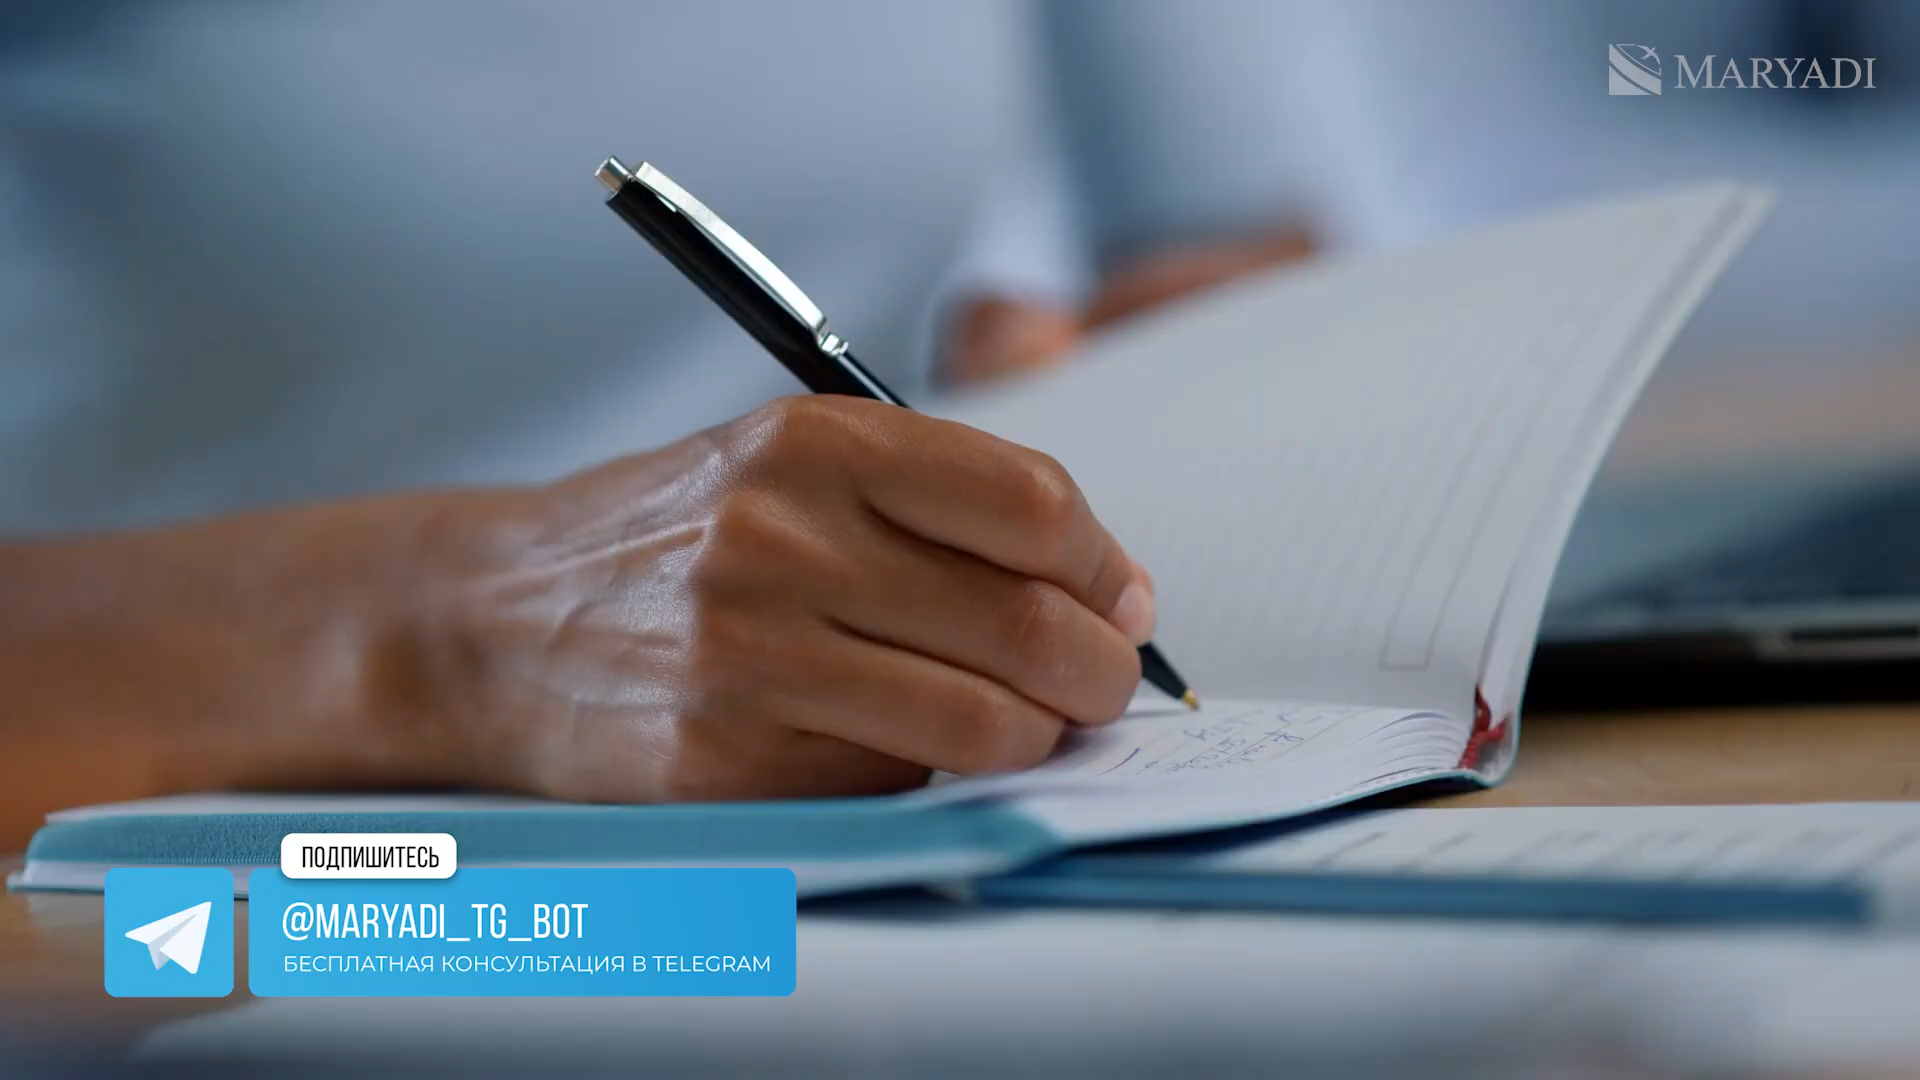 MARYADI
ПОДПИШИТЕСЬ
@MARYADI_TG_BOT
БЕСПЛАТНАЯ КОНСУЛЬТАЦИЯ В TELEGRAM